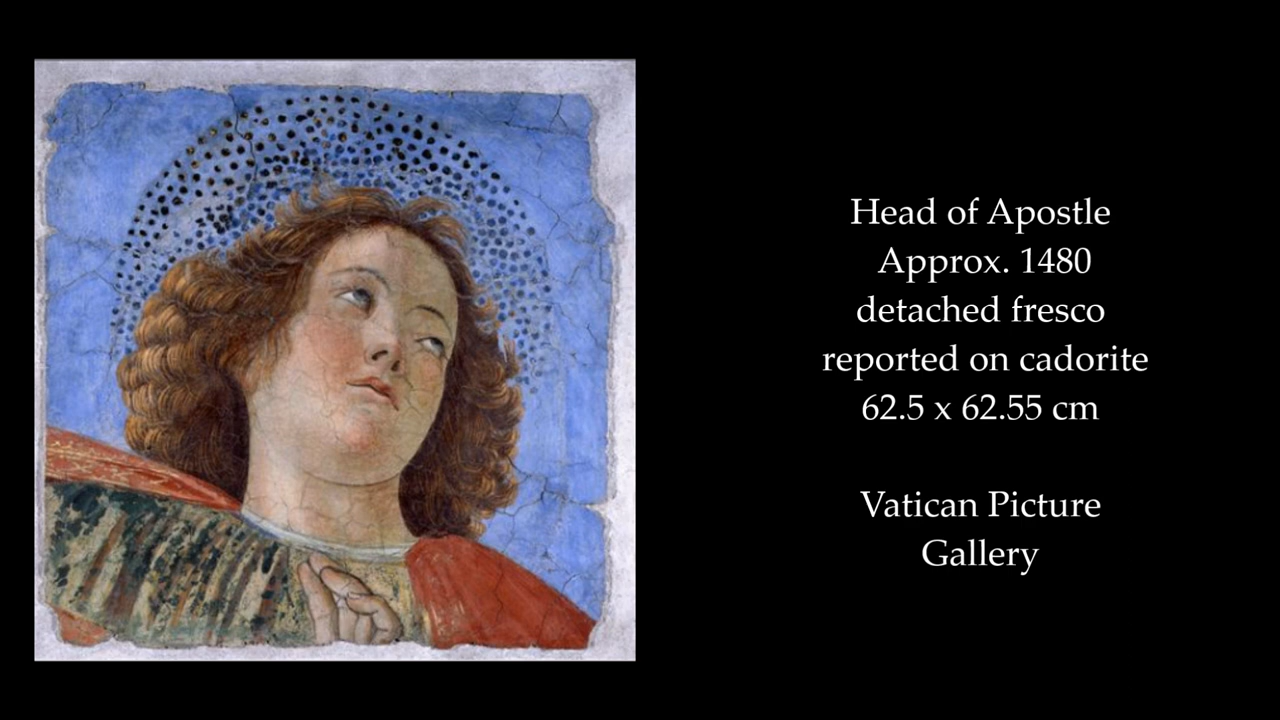 Head of Apostle
Approx. 1480
detached fresco
reported on cadorite
62.5 x 62.55 cm
Vatican Picture
Gallery